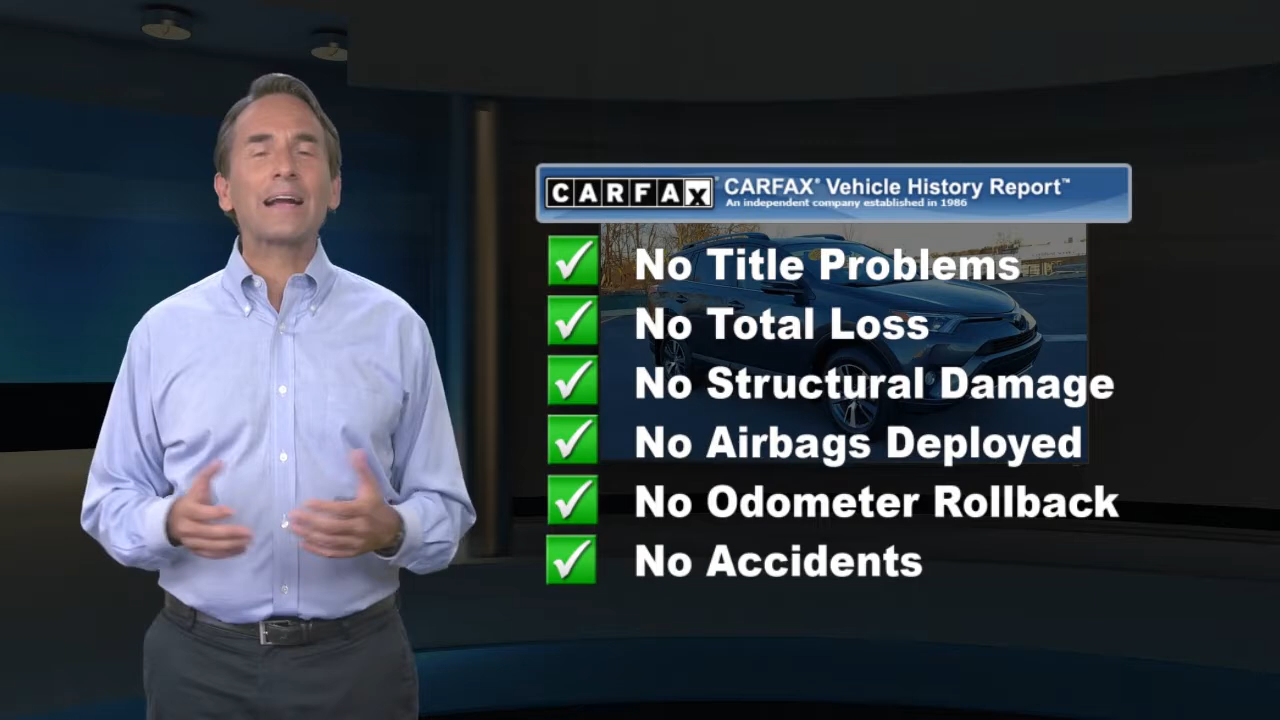 CARFAX® CARFAX® Vehicle History Report™
An independent company established in 1986
No Title Problems
No Total Loss
No Structural Damage
No Airbags Deployed
No Odometer Rollback
No Accidents